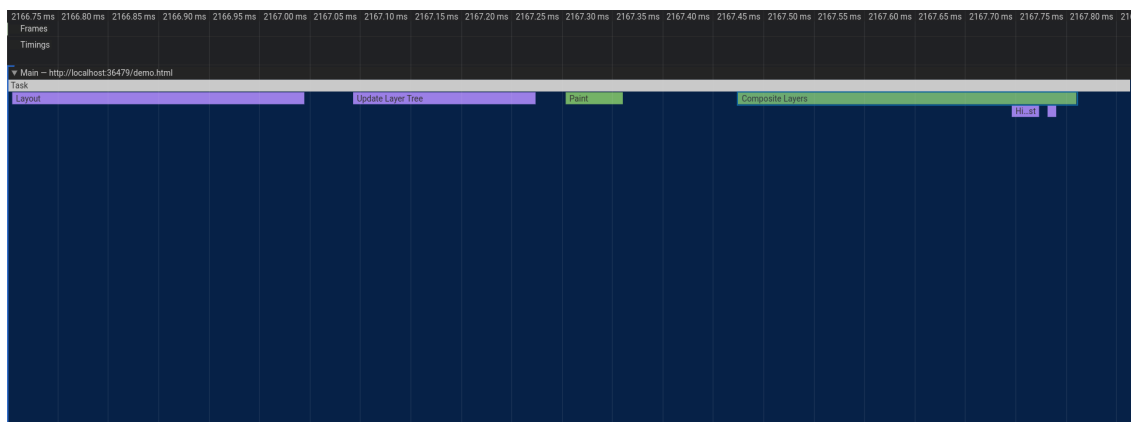 2166.75 ms 2166.80 ms 2166.85 ms 2166.90 ms 2166.95 ms 2167.00 ms 2167.05 ms 2167.10 ms 2167.15 ms 2167.20 ms 2167.25 ms 2167.30 ms 2167.35 ms 2167.40 ms 2167.45 ms 2167.50 ms 2167.55 ms 2167.60 ms 2167.65 ms 2167.70 ms 2167.75 ms 2167.80 ms 21
Frames
Timings
▼ Main — http://localhost:36479/demo.html
Task
Layout Update Layer Tree Paint Composite Layers
Hi…st